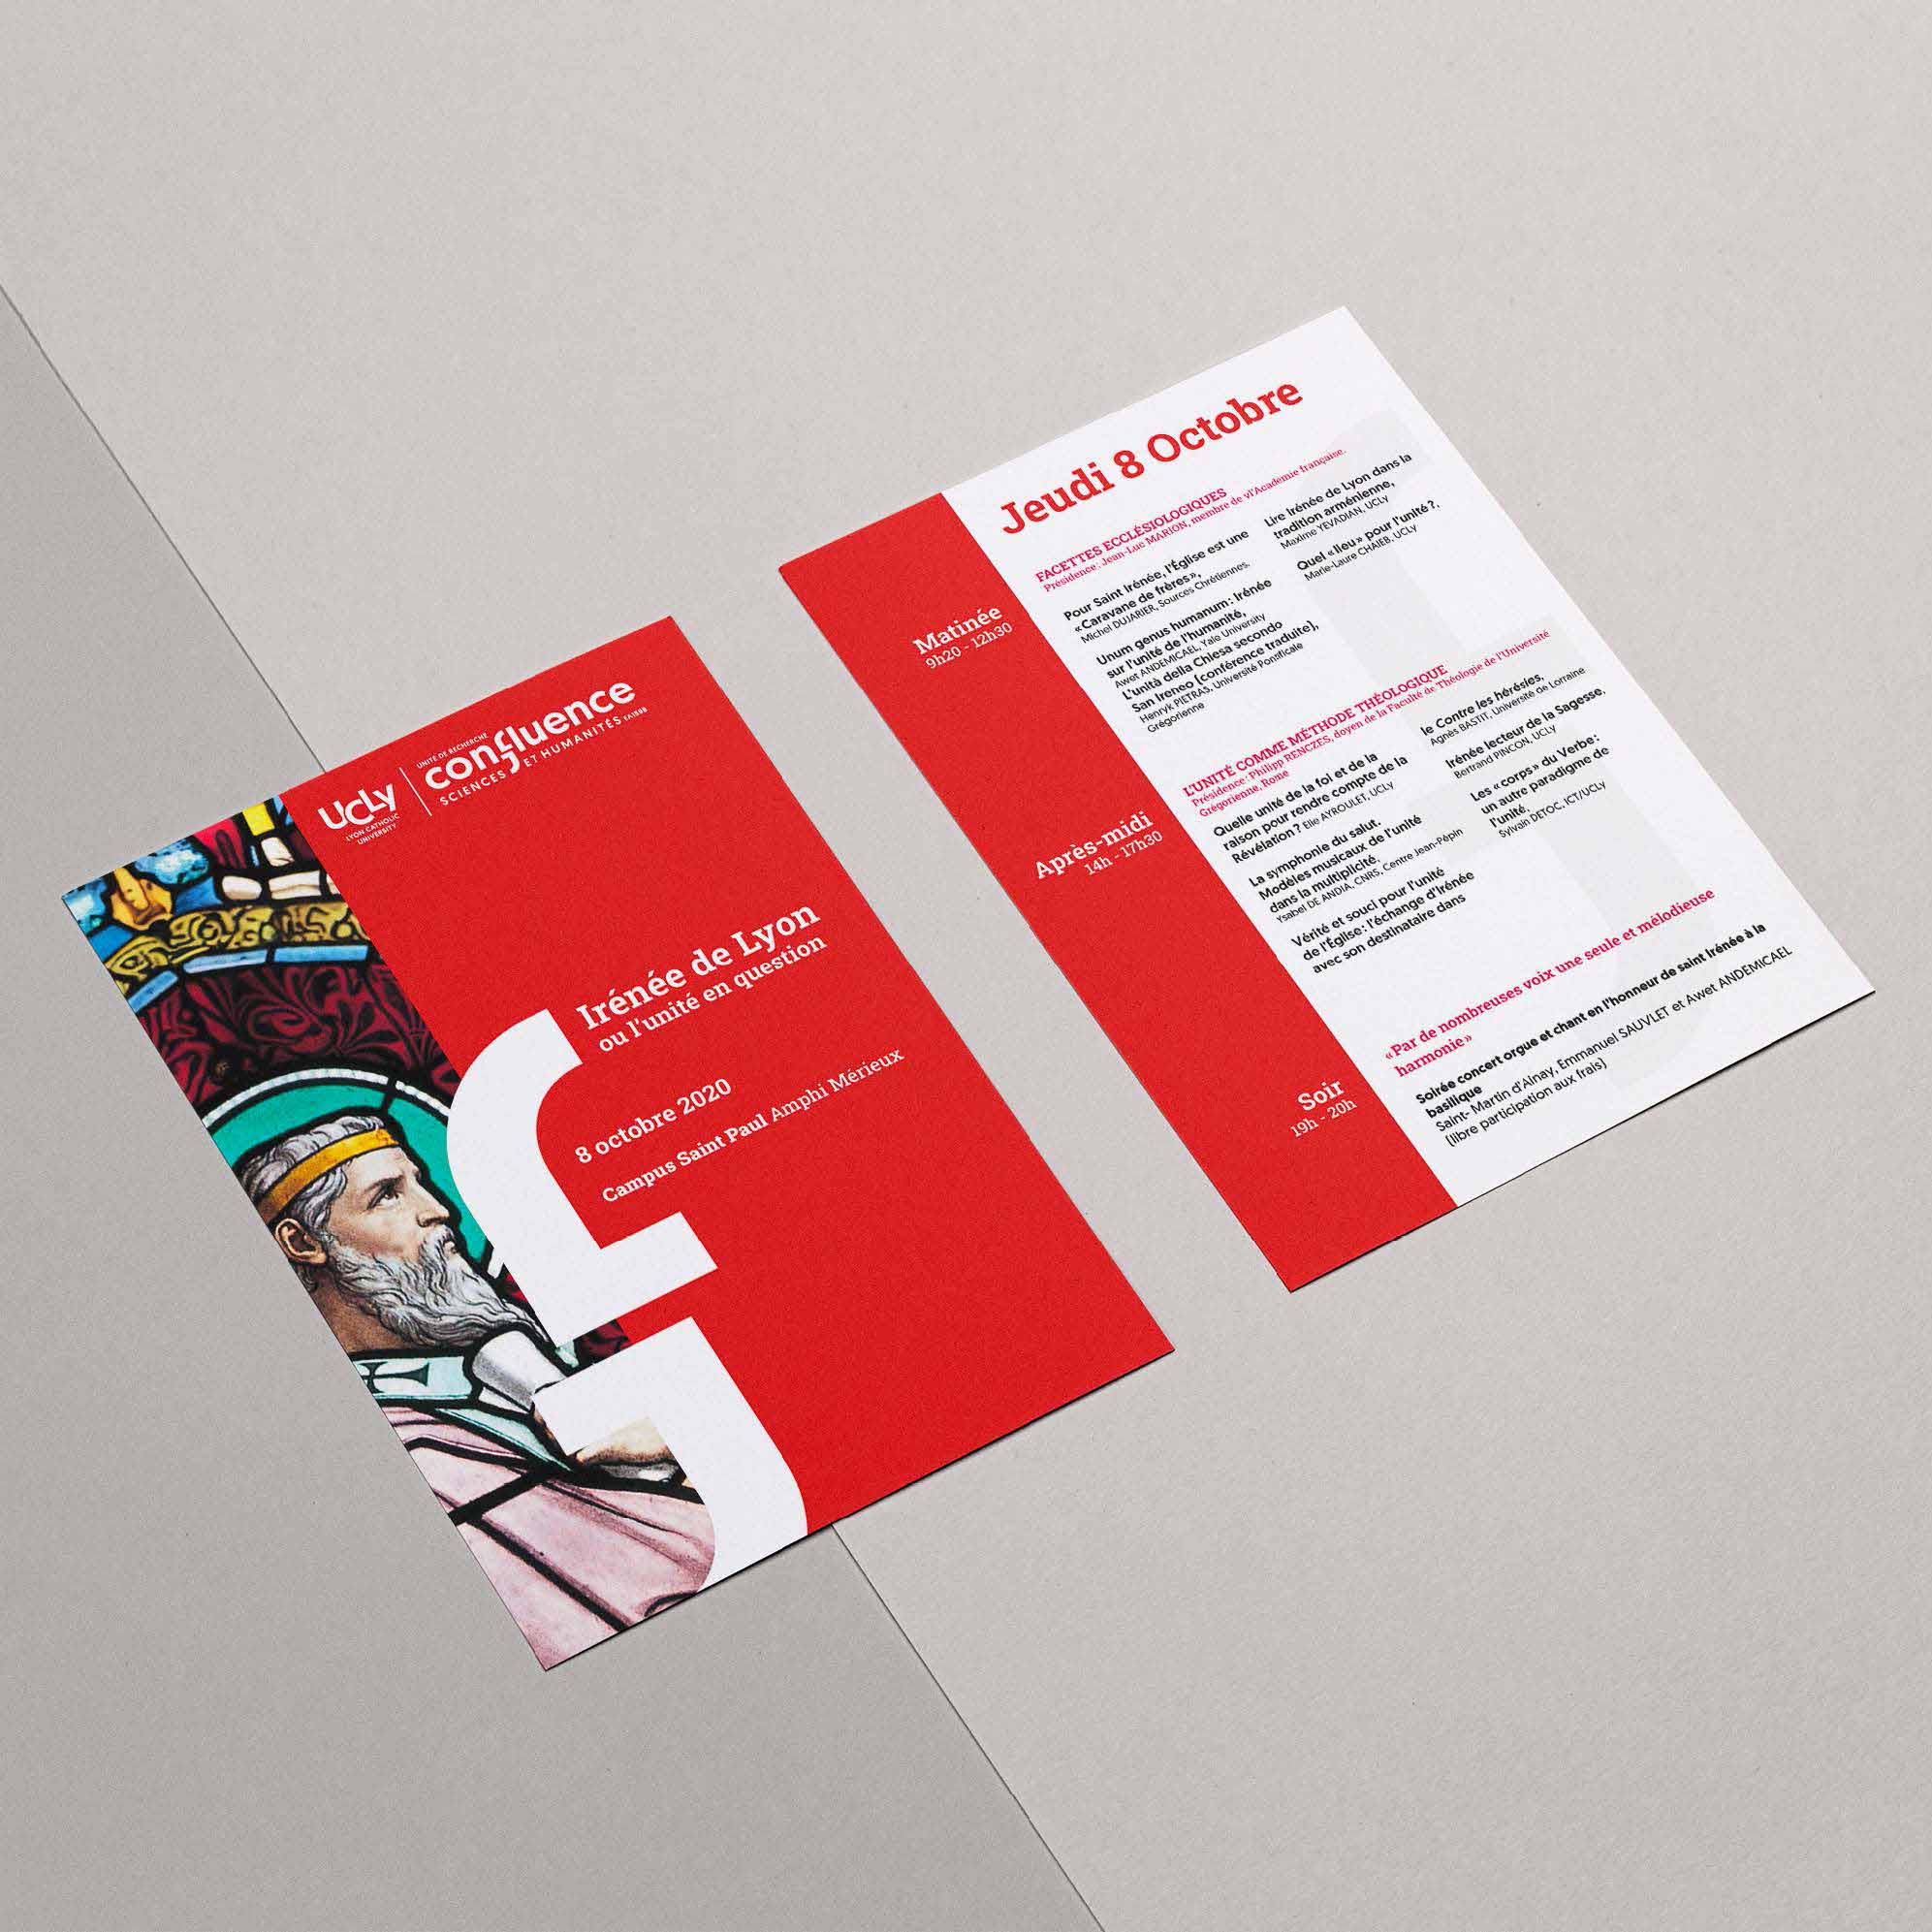 UCLy
LYON CATHOLIC
UNIVERSITY
UNITÉ DE RECHERCHE
confluence
SCIENCES ET HUMANITÉS EA1598
Irénée de Lyon
ou l'unité en question
8 octobre 2020
Campus Saint Paul Amphi Mérieux
Jeudi 8 Octobre
Matinée
9h20 - 12h30
FACETTES ECCLÉSIOLOGIQUES
Présidence : Jean-Luc MARION, membre de vl'Academie française.
Pour Saint Irénée, l'Église est une
«Caravane de frères»,
Michel DUJARIER, Sources Chrétiennes.
Unum genus humanum : Irénée
sur l'unité de l'humanité,
Awet ANDEMICAEL, Yale University
L'unità della Chiesa secondo
San Ireneo (conférence traduite),
Henryk PIETRAS, Université Pontificale
Grégorienne
Lire Irénée de Lyon dans la
tradition arménienne,
Maxime YEVADIAN, UCLy
Quel «lieu» pour l'unité ?,
Marie-Laure CHAIEB, UCLy
Après-midi
14h - 17h30
L'UNITÉ COMME MÉTHODE THÉOLOGIQUE
Présidence : Philipp RENCZES, doyen de la Faculté de Théologie de l'Université
Grégorienne, Rome
Quelle unité de la foi et de la
raison pour rendre compte de la
Révélation ? Elie AYROULET, UCLy
La symphonie du salut.
Modèles musicaux de l'unité
dans la multiplicité.
Ysabel DE ANDIA, CNRS, Centre Jean-Pépin
Vérité et souci pour l'unité
de l'Église : l'échange d'Irénée
avec son destinataire dans
le Contre les hérésies.
Agnès BASTIT, Université de Lorraine
Irénée lecteur de la Sagesse.
Bertrand PINCON, UCLy
Les «corps» du Verbe :
un autre paradigme de
l'unité.
Sylvain DETOC, ICT/UCLy
Soir
19h - 20h
«Par de nombreuses voix une seule et mélodieuse
harmonie»
Soirée concert orgue et chant en l'honneur de saint Irénée à la
basilique
Saint- Martin d'Ainay, Emmanuel SAUVLET et Awet ANDEMICAEL
(libre participation aux frais)